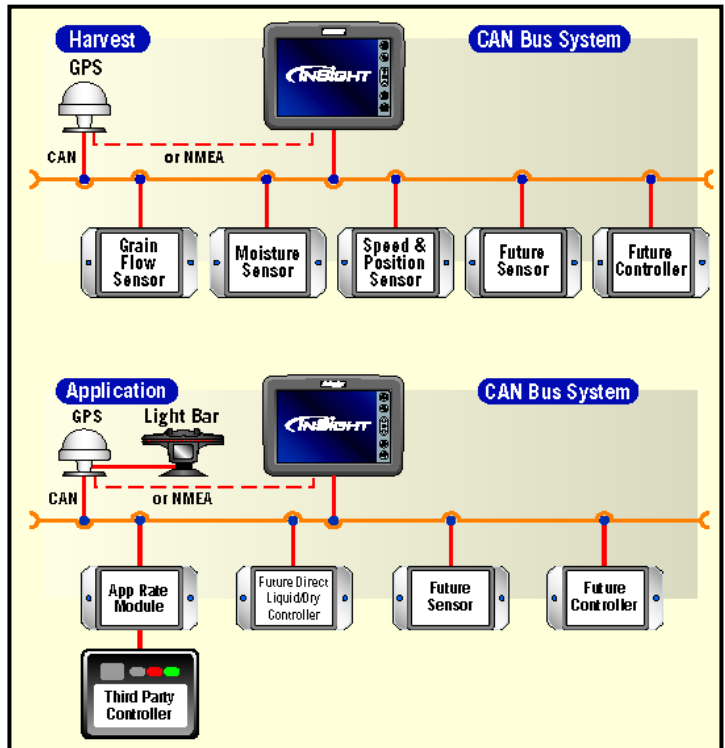 Harvest
CAN Bus System
GPS
INSIGHT
CAN
or NMEA
Grain
Flow
Sensor
Moisture
Sensor
Speed &
Position
Sensor
Future
Sensor
Future
Controller
Application
CAN Bus System
GPS
Light Bar
INSIGHT
CAN
or NMEA
App Rate
Module
Future Direct
Liquid/Dry
Controller
Future
Sensor
Future
Controller
Third Party
Controller